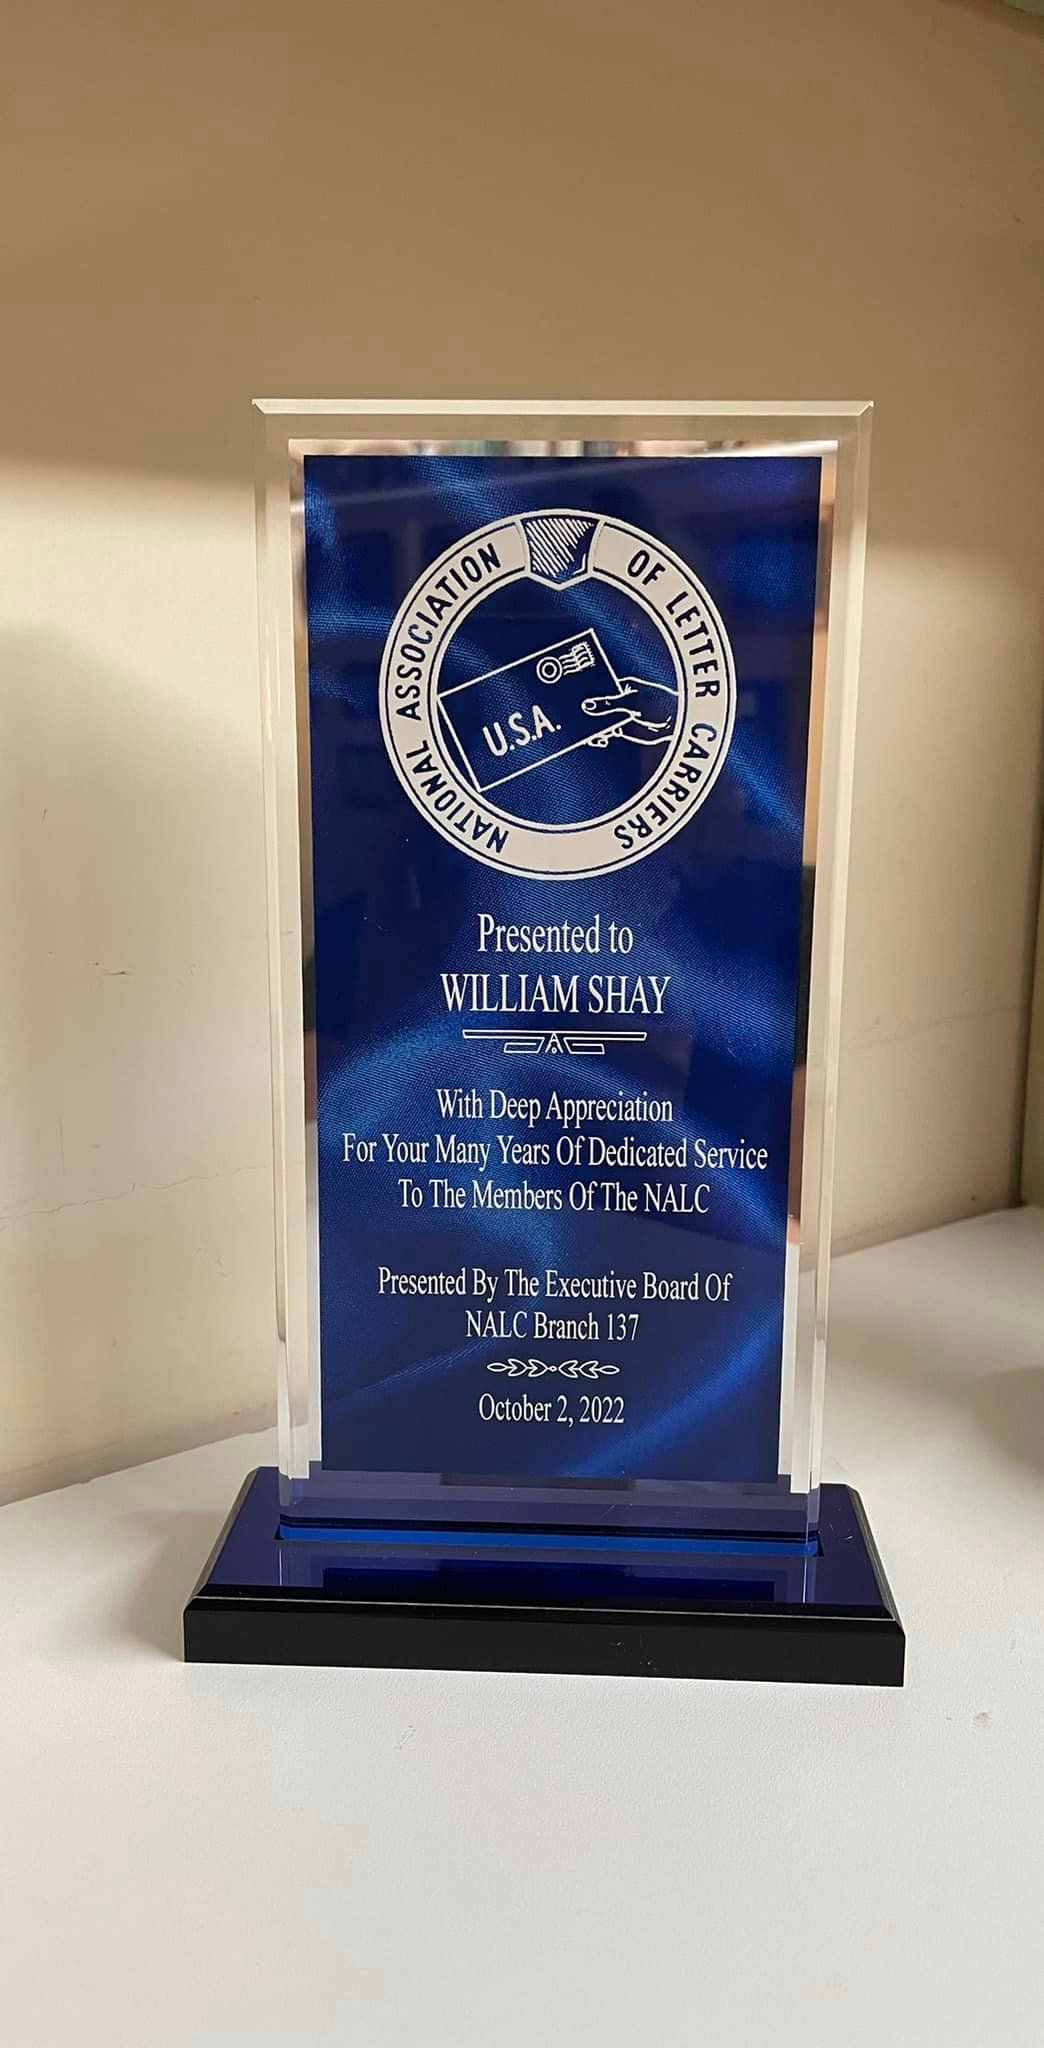 NATIONAL ASSOCIATION OF LETTER CARRIERS
U.S.A.
Presented to
WILLIAM SHAY
With Deep Appreciation
For Your Many Years Of Dedicated Service
To The Members Of The NALC
Presented By The Executive Board Of
NALC Branch 137
October 2, 2022